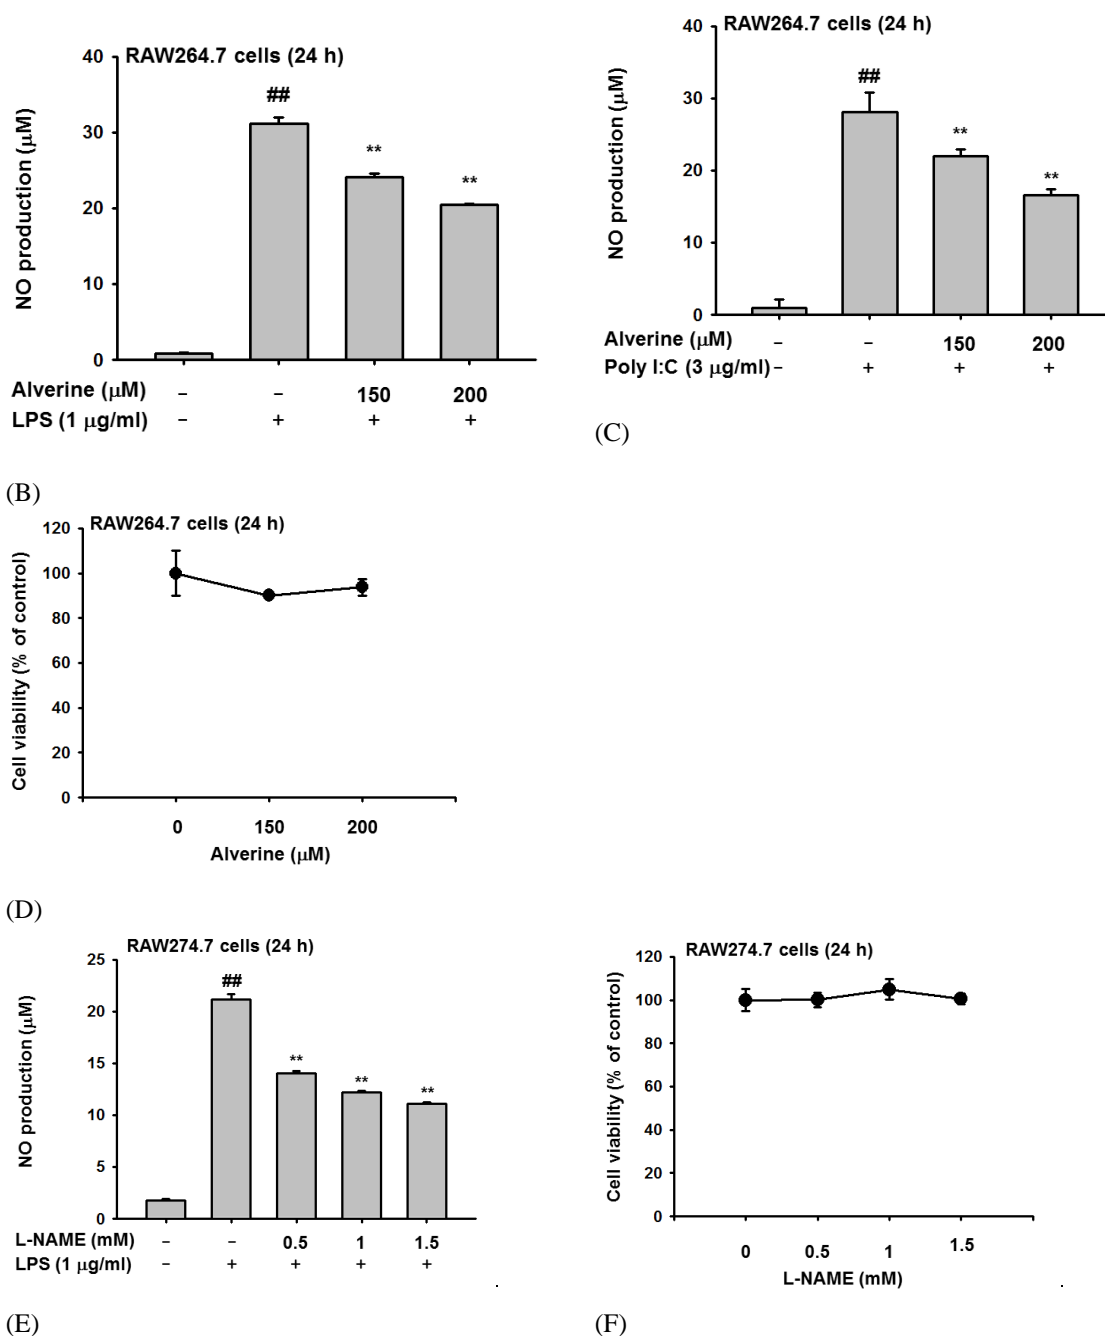 RAW264.7 cells (24 h)
NO production (μM)
40
30
20
10
0
##
**
**
Alverine (μM) – – 150 200
LPS (1 μg/ml) – + + +
(B)
RAW264.7 cells (24 h)
NO production (μM)
40
30
20
10
0
##
**
**
Alverine (μM) – – 150 200
Poly I:C (3 μg/ml) – + + +
(C)
RAW264.7 cells (24 h)
Cell viability (% of control)
120
100
80
60
40
20
0
0 150 200
Alverine (μM)
(D)
RAW274.7 cells (24 h)
NO production (μM)
25
20
15
10
5
0
##
**
**
**
L-NAME (mM) – – 0.5 1 1.5
LPS (1 μg/ml) – + + + +
.
(E)
RAW274.7 cells (24 h)
Cell viability (% of control)
120
100
80
60
40
20
0
0 0.5 1 1.5
L-NAME (mM)
.
(F)